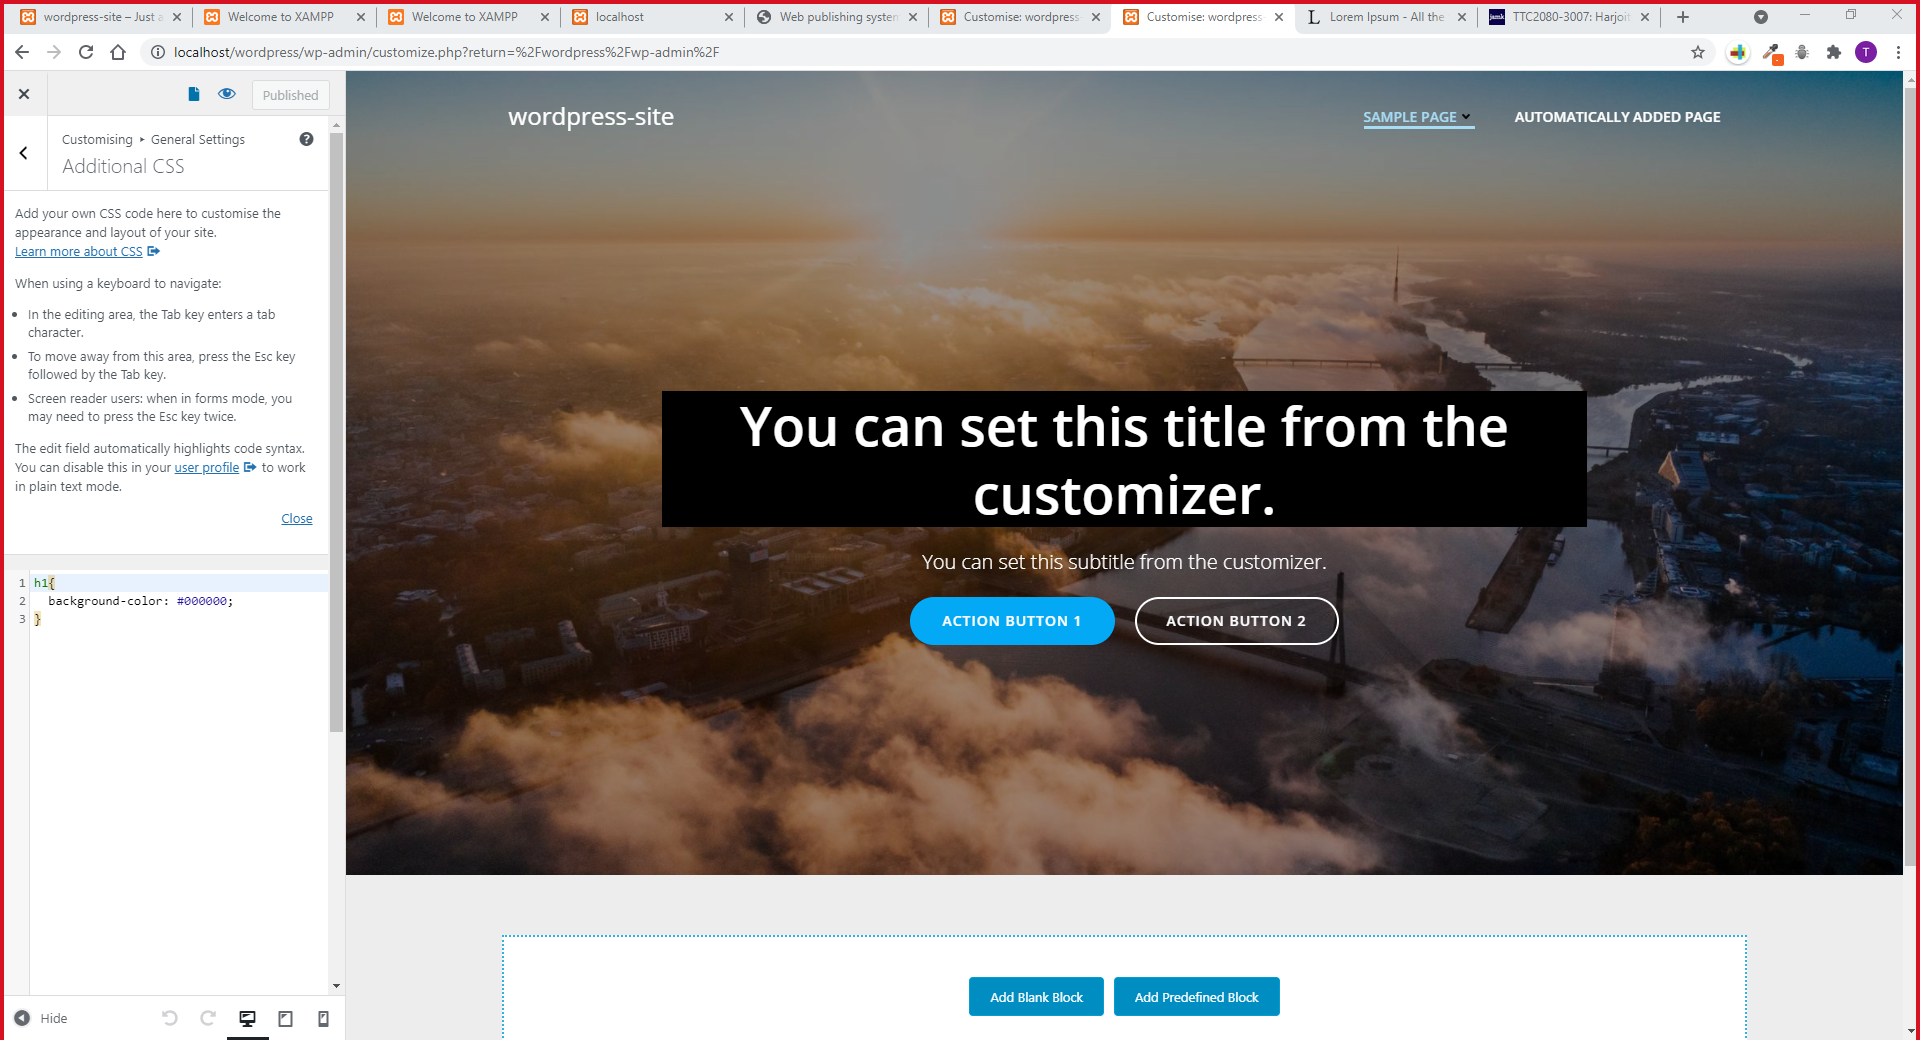 wordpress-site – Just a
Welcome to XAMPP
Welcome to XAMPP
localhost
Web publishing system
Customise: wordpress-
Customise: wordpress-
Lorem Ipsum - All the
TTC2080-3007: Harjoit
localhost/wordpress/wp-admin/customize.php?return=%2Fwordpress%2Fwp-admin%2F
T
Published
Customising ▸ General Settings
Additional CSS
Add your own CSS code here to customise the
appearance and layout of your site.
Learn more about CSS
When using a keyboard to navigate:
In the editing area, the Tab key enters a tab
character.
To move away from this area, press the Esc key
followed by the Tab key.
Screen reader users: when in forms mode, you
may need to press the Esc key twice.
The edit field automatically highlights code syntax.
You can disable this in your user profile to work
in plain text mode.
Close
1 h1{
2 background-color: #000000;
3 }
Hide
wordpress-site
SAMPLE PAGE
AUTOMATICALLY ADDED PAGE
You can set this title from the
customizer.
You can set this subtitle from the customizer.
ACTION BUTTON 1
ACTION BUTTON 2
Add Blank Block
Add Predefined Block